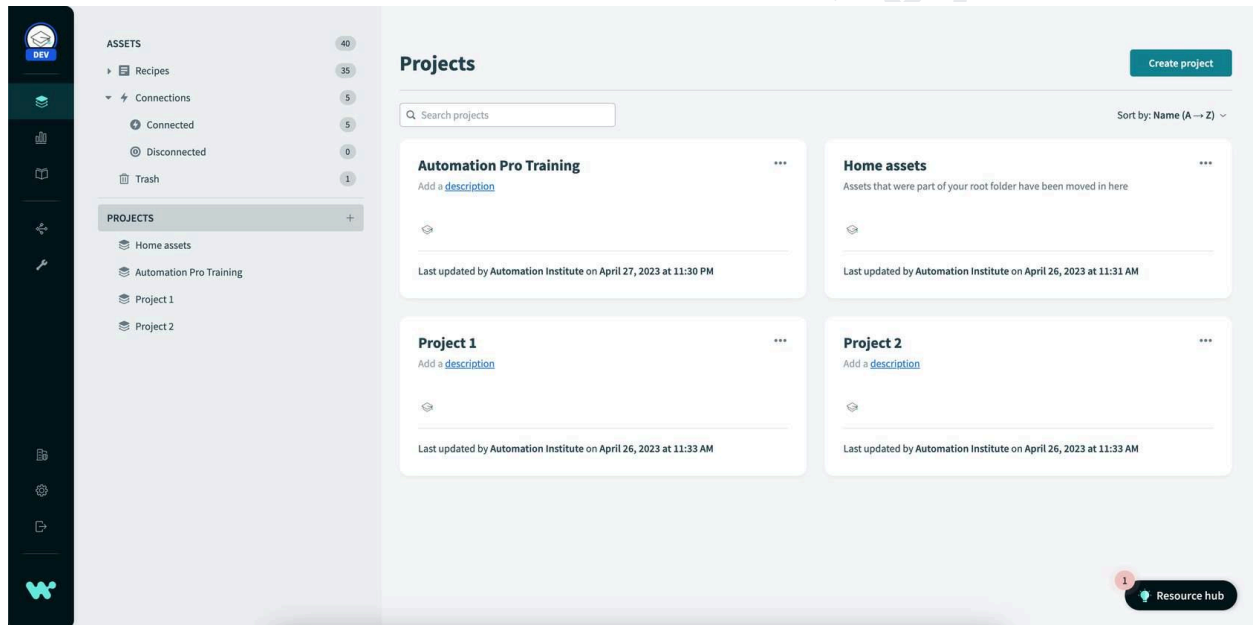 DEV
ASSETS 40
Recipes 35
Connections 5
Connected 5
Disconnected 0
Trash 1
PROJECTS +
Home assets
Automation Pro Training
Project 1
Project 2
Projects
Create project
Search projects
Sort by: Name (A → Z)
Automation Pro Training
Add a description
Last updated by Automation Institute on April 27, 2023 at 11:30 PM
Home assets
Assets that were part of your root folder have been moved in here
Last updated by Automation Institute on April 26, 2023 at 11:31 AM
Project 1
Add a description
Last updated by Automation Institute on April 26, 2023 at 11:33 AM
Project 2
Add a description
Last updated by Automation Institute on April 26, 2023 at 11:33 AM
1
Resource hub